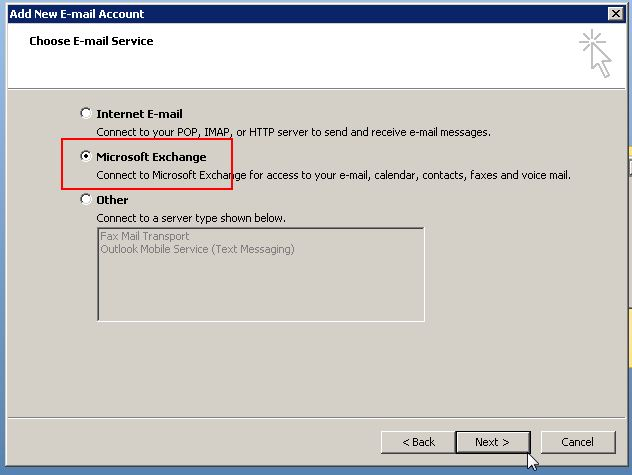 Add New E-mail Account
Choose E-mail Service
Internet E-mail
Connect to your POP, IMAP, or HTTP server to send and receive e-mail messages.
Microsoft Exchange
Connect to Microsoft Exchange for access to your e-mail, calendar, contacts, faxes and voice mail.
Other
Connect to a server type shown below.
Fax Mail Transport
Outlook Mobile Service (Text Messaging)
< Back Next > Cancel